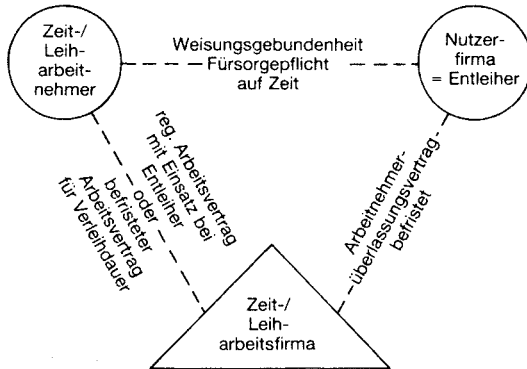 Zeit-/
Leih-
arbeit-
nehmer
Weisungsgebundenheit
Fürsorgepflicht
auf Zeit
Nutzer-
firma
= Entleiher
reg. Arbeitsvertrag
mit Einsatz bei
Entleiher
oder
befristeter
Arbeitsvertrag
für Verleihdauer
Arbeitnehmer-
überlassungsvertrag
befristet
Zeit-/
Leih-
arbeitsfirma